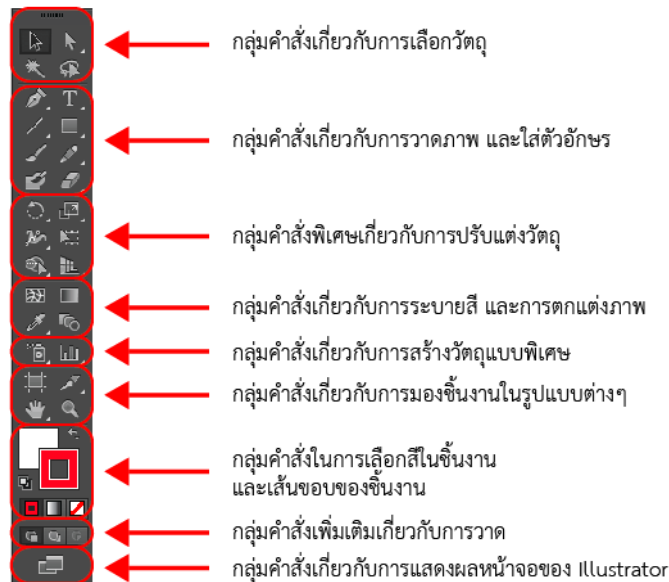 กลุ่มคำสั่งเกี่ยวกับการเลือกวัตถุ
กลุ่มคำสั่งเกี่ยวกับการวาดภาพ และใส่ตัวอักษร
กลุ่มคำสั่งพิเศษเกี่ยวกับการปรับแต่งวัตถุ
กลุ่มคำสั่งเกี่ยวกับการระบายสี และการตกแต่งภาพ
กลุ่มคำสั่งเกี่ยวกับการสร้างวัตถุแบบพิเศษ
กลุ่มคำสั่งเกี่ยวกับการมองชิ้นงานในรูปแบบต่างๆ
กลุ่มคำสั่งในการเลือกสีในชิ้นงาน
และเส้นขอบของชิ้นงาน
กลุ่มคำสั่งเพิ่มเติมเกี่ยวกับการวาด
กลุ่มคำสั่งเกี่ยวกับการแสดงผลหน้าจอของ Illustrator